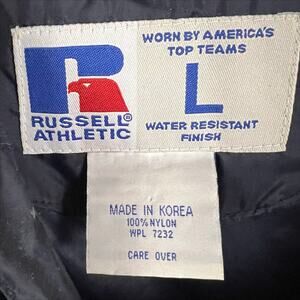 RUSSELL®
ATHLETIC
WORN BY AMERICA'S
TOP TEAMS
L
WATER RESISTANT
FINISH
MADE IN KOREA
100% NYLON
WPL 7232
CARE OVER